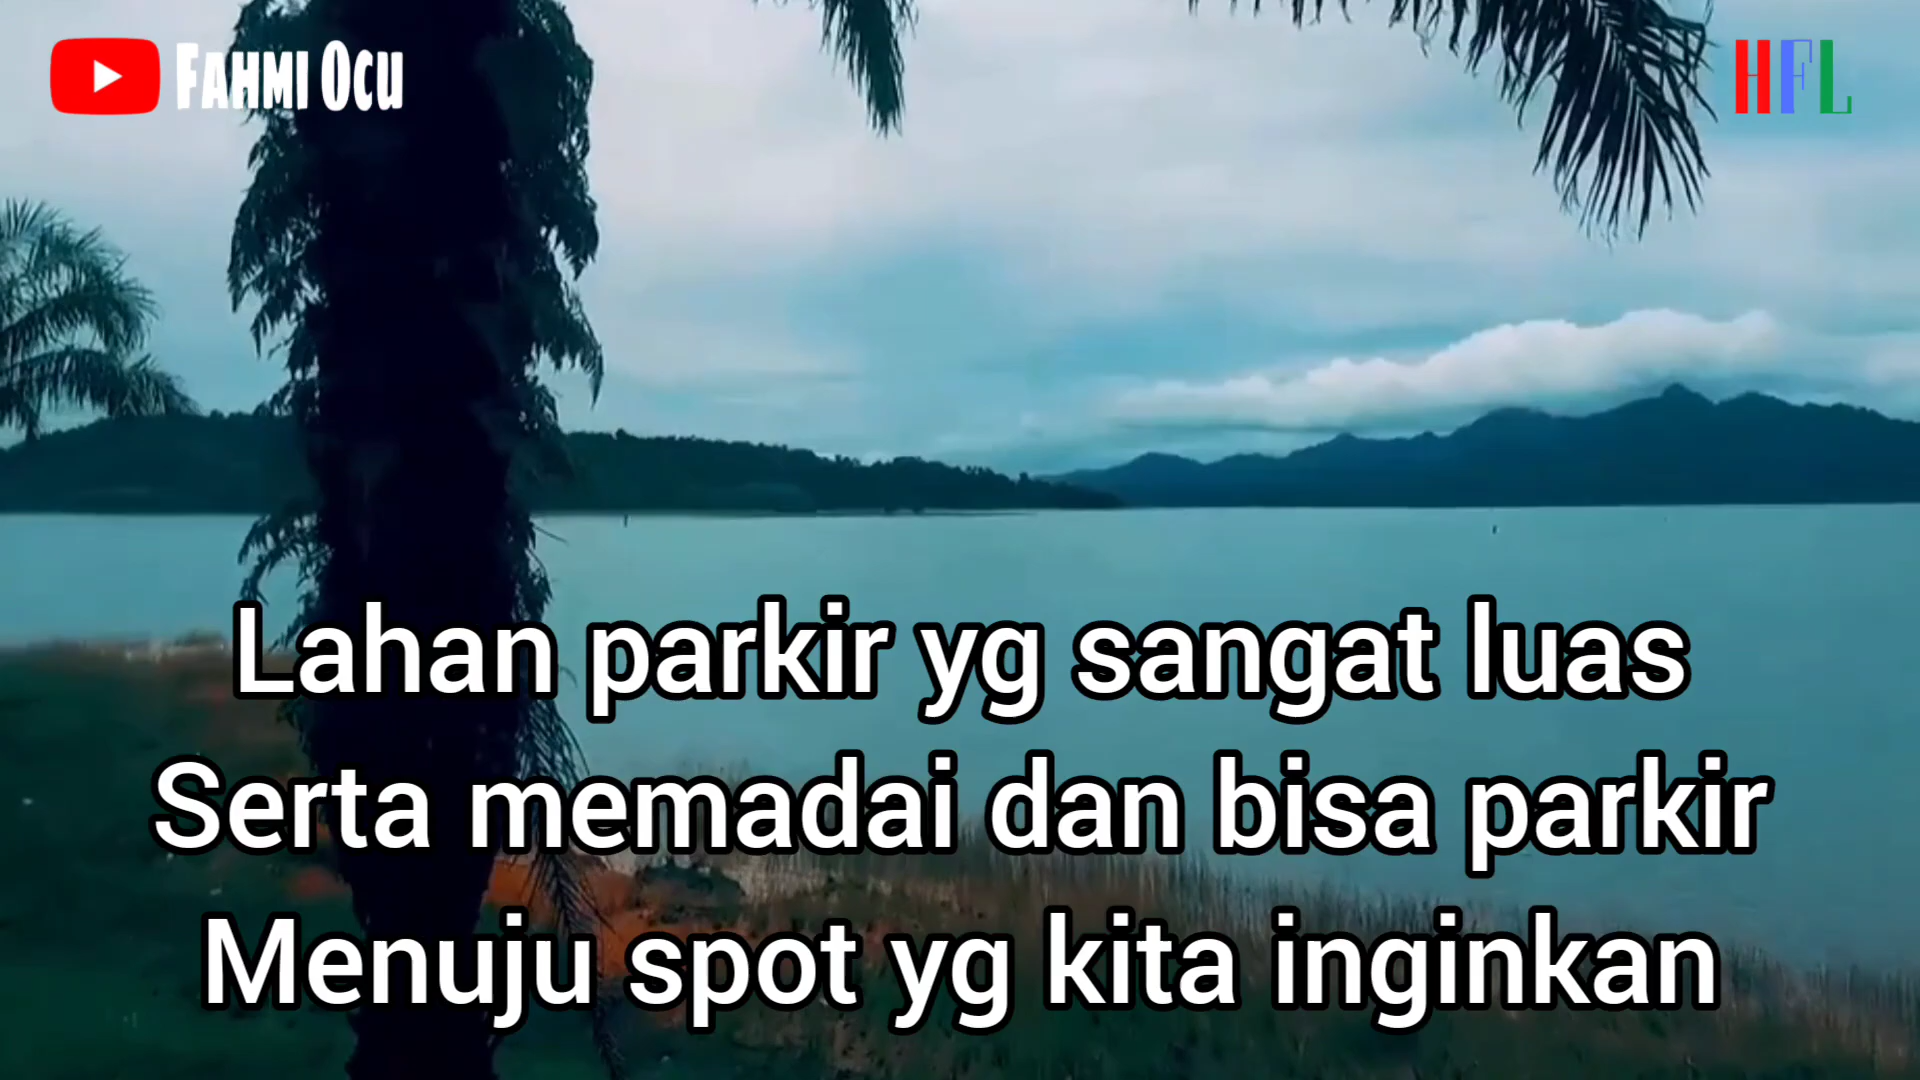 Fahmi Ocu
HFL
Lahan parkir yg sangat luas
Serta memadai dan bisa parkir
Menuju spot yg kita inginkan